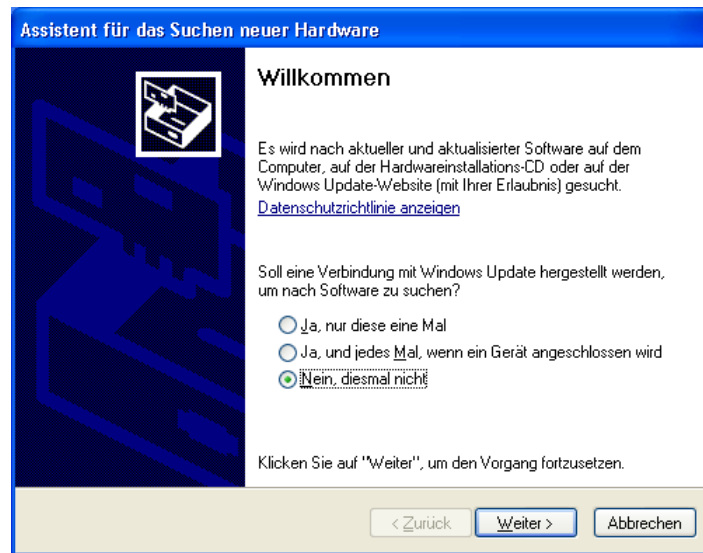 Assistent für das Suchen neuer Hardware
Willkommen
Es wird nach aktueller und aktualisierter Software auf dem
Computer, auf der Hardwareinstallations-CD oder auf der
Windows Update-Website (mit Ihrer Erlaubnis) gesucht.
Datenschutzrichtlinie anzeigen
Soll eine Verbindung mit Windows Update hergestellt werden,
um nach Software zu suchen?
Ja, nur diese eine Mal
Ja, und jedes Mal, wenn ein Gerät angeschlossen wird
Nein, diesmal nicht
Klicken Sie auf "Weiter", um den Vorgang fortzusetzen.
< Zurück Weiter > Abbrechen